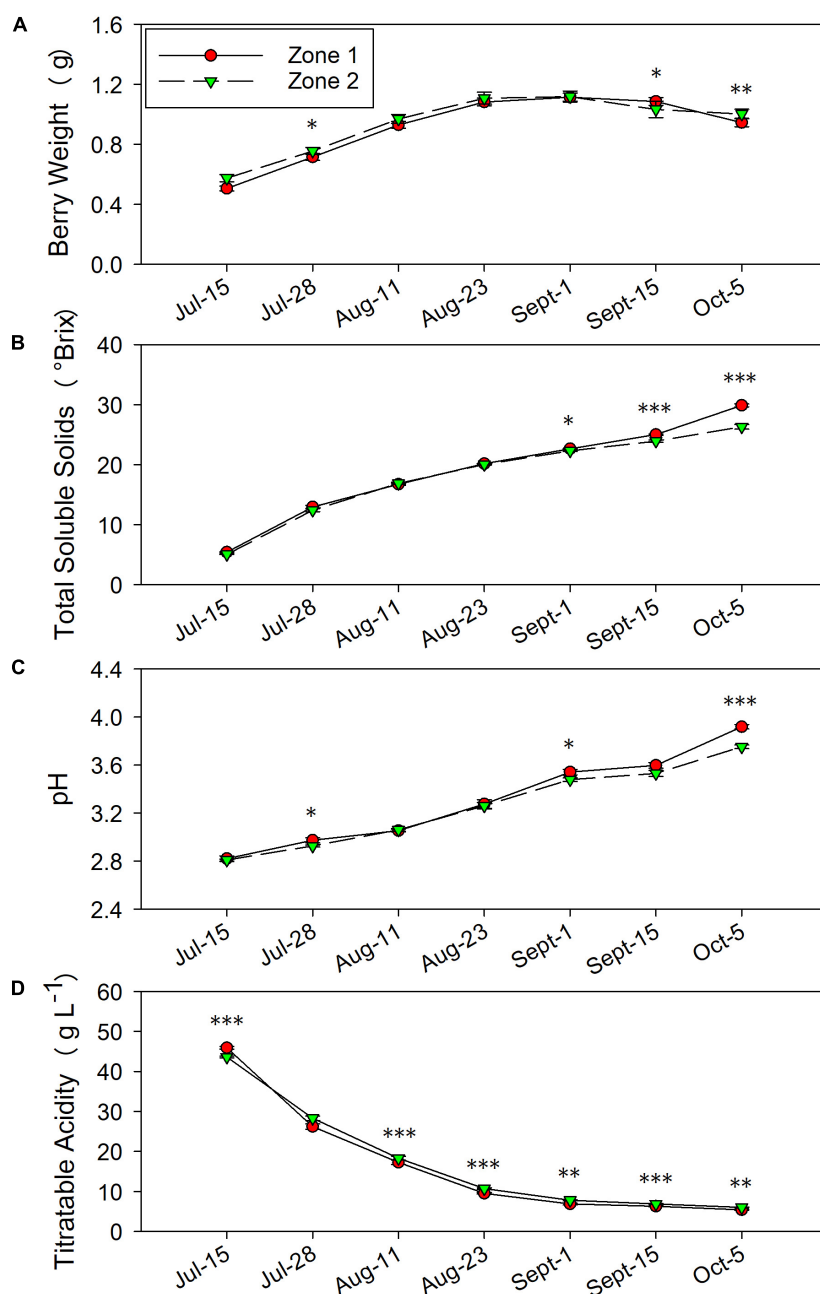 A
Berry Weight ( g)
1.6
1.2
0.8
0.4
0.0
Zone 1
Zone 2
*
*
**
Jul-15
Jul-28
Aug-11
Aug-23
Sept-1
Sept-15
Oct-5
B
Total Soluble Solids ( °Brix)
40
30
20
10
0
*
***
***
Jul-15
Jul-28
Aug-11
Aug-23
Sept-1
Sept-15
Oct-5
C
pH
4.4
4.0
3.6
3.2
2.8
2.4
*
*
***
Jul-15
Jul-28
Aug-11
Aug-23
Sept-1
Sept-15
Oct-5
D
Titratable Acidity ( g L⁻¹)
60
50
40
30
20
10
0
***
***
***
**
***
**
Jul-15
Jul-28
Aug-11
Aug-23
Sept-1
Sept-15
Oct-5